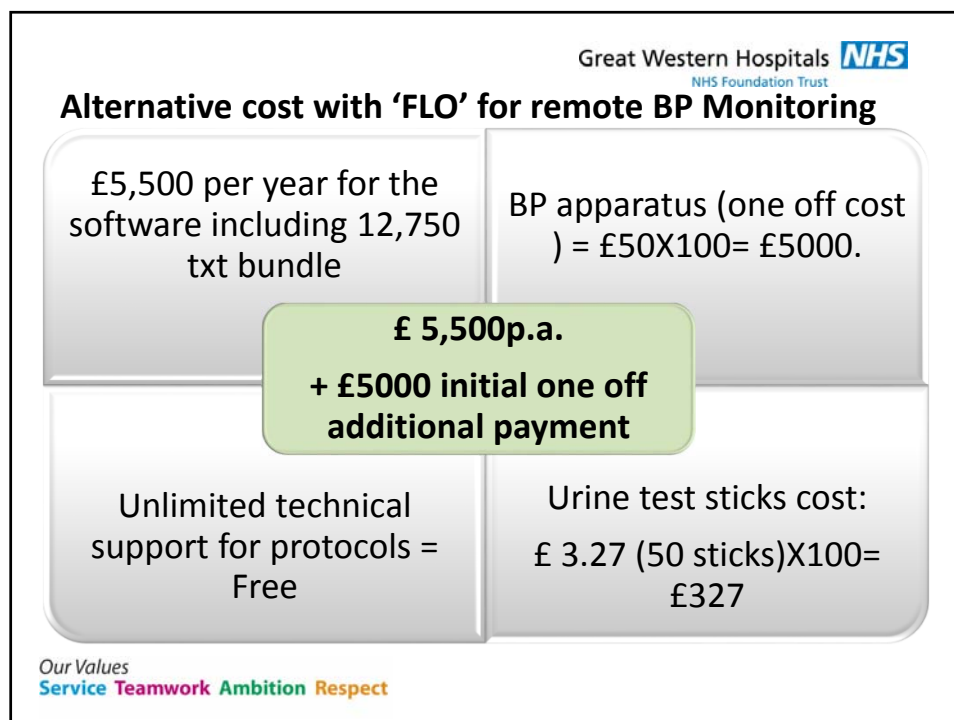 Great Western Hospitals NHS
NHS Foundation Trust
Alternative cost with ‘FLO’ for remote BP Monitoring
£5,500 per year for the
software including 12,750
txt bundle
BP apparatus (one off cost
) = £50X100= £5000.
£ 5,500p.a.
+ £5000 initial one off
additional payment
Unlimited technical
support for protocols =
Free
Urine test sticks cost:
£ 3.27 (50 sticks)X100=
£327
Our Values
Service Teamwork Ambition Respect